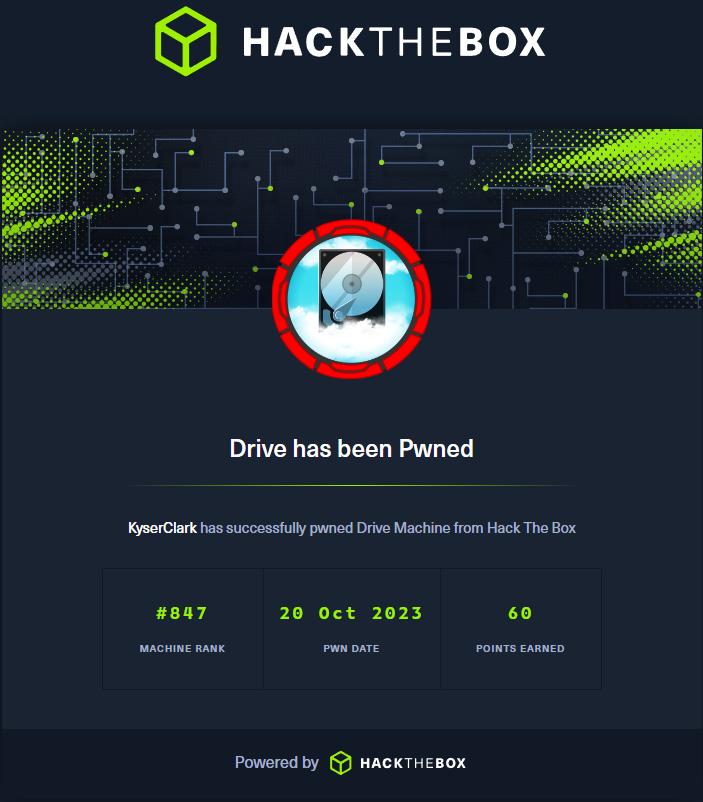 HACKTHEBOX
Drive has been Pwned
KyserClark has successfully pwned Drive Machine from Hack The Box
#847 20 Oct 2023 60
MACHINE RANK PWN DATE POINTS EARNED
Powered by HACKTHEBOX